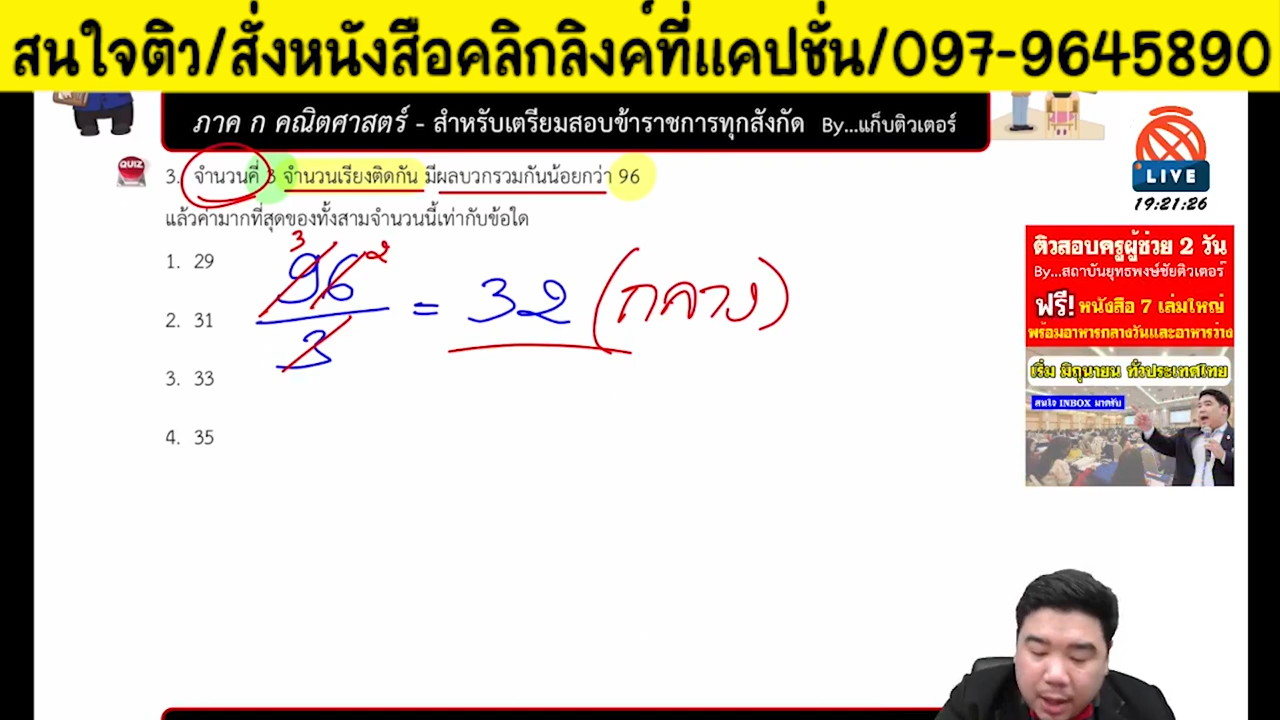 สนใจติว/สั่งหนังสือคลิกลิงค์ที่แคปชั่น/097-9645890
ภาค ก คณิตศาสตร์ - สำหรับเตรียมสอบข้าราชการทุกสังกัด By...แก็บติวเตอร์
QUIZ
3. จำนวนคี่ 3 จำนวนเรียงติดกัน มีผลบวกรวมกันน้อยกว่า 96
แล้วค่ามากที่สุดของทั้งสามจำนวนนี้เท่ากับข้อใด
1. 29
2. 31
3. 33
4. 35
3 2
96
3
= 32 (กลาง)
LIVE
19:21:26
ติวสอบครูผู้ช่วย 2 วัน
By...สถาบันยุทธพงษ์ชัยติวเตอร์
ฟรี! หนังสือ 7 เล่มใหญ่
พร้อมอาหารกลางวันและอาหารว่าง
เริ่ม มิถุนายน ทั่วประเทศไทย
สนใจ INBOX มาครับ